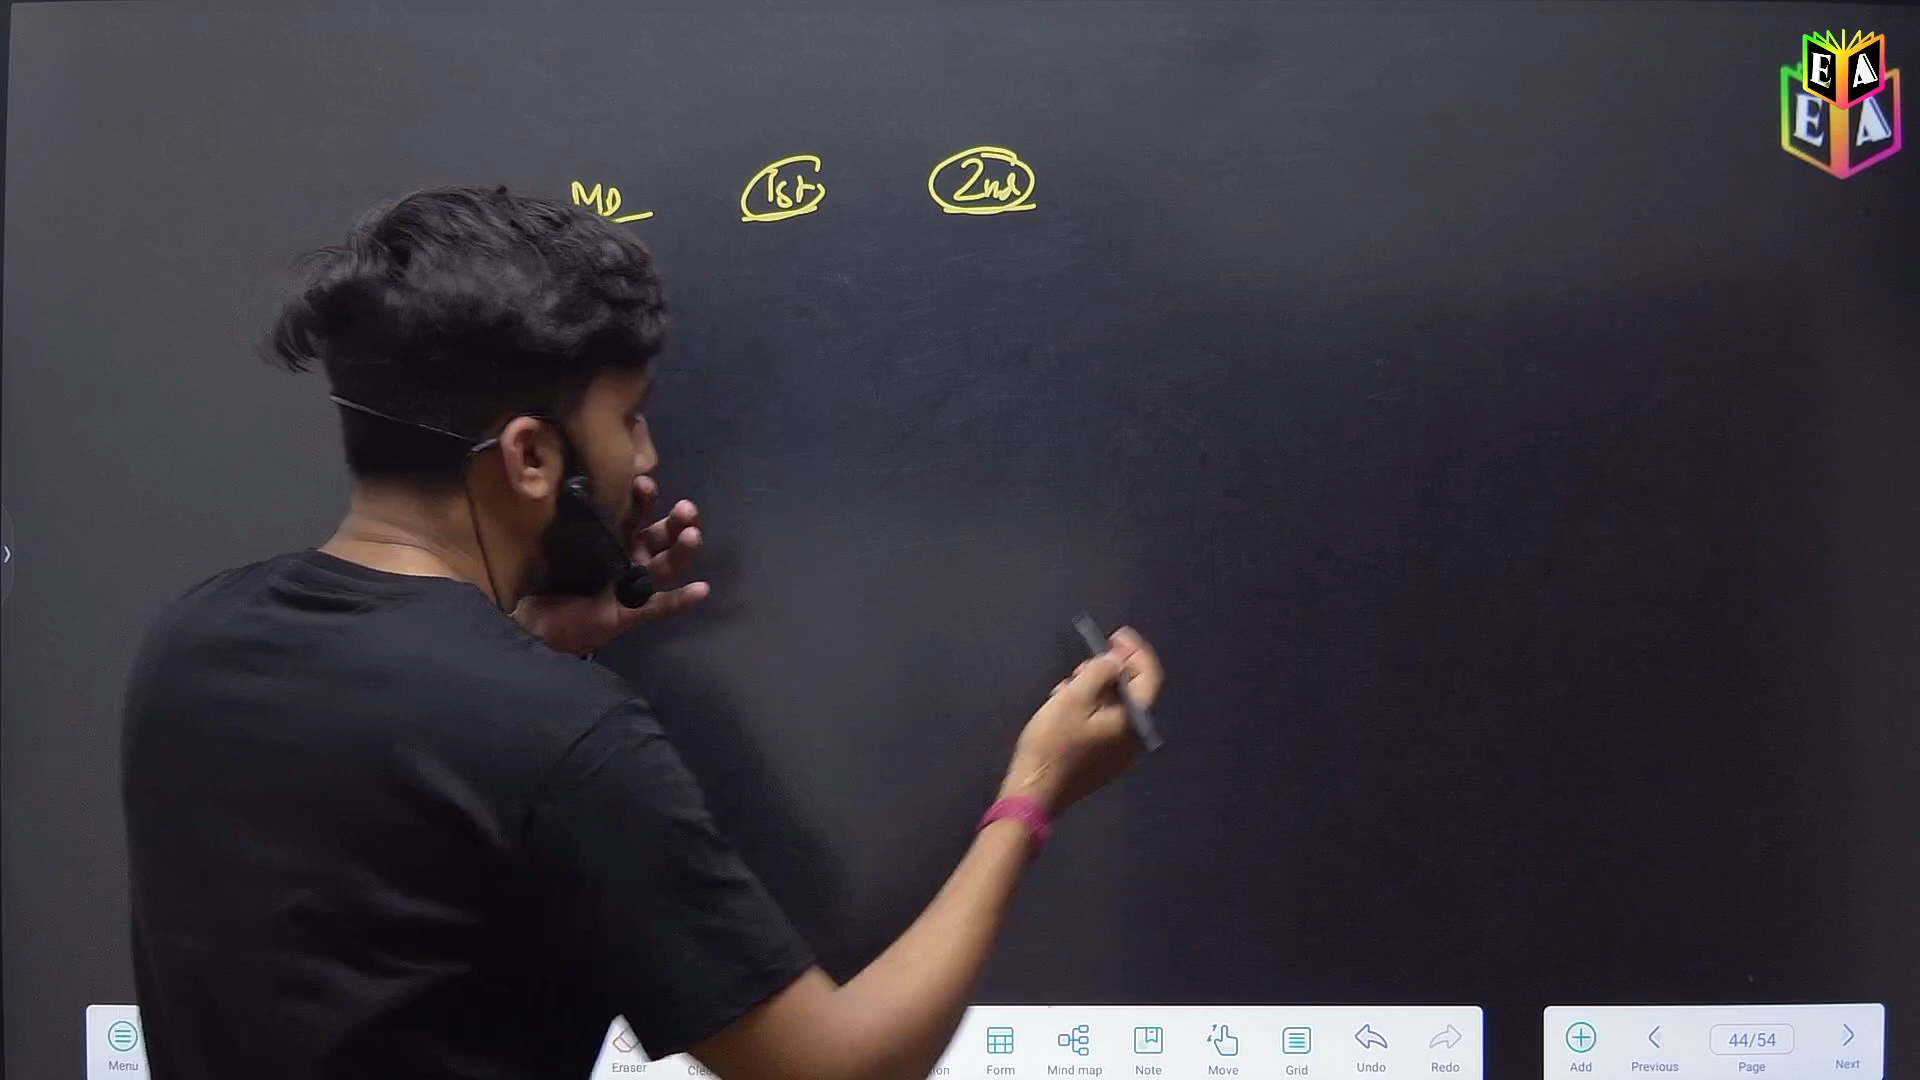 E A
E A
MD 1st 2nd
Menu Eraser Form Mind map Note Move Grid Undo Redo Add Previous 44/54 Page Next